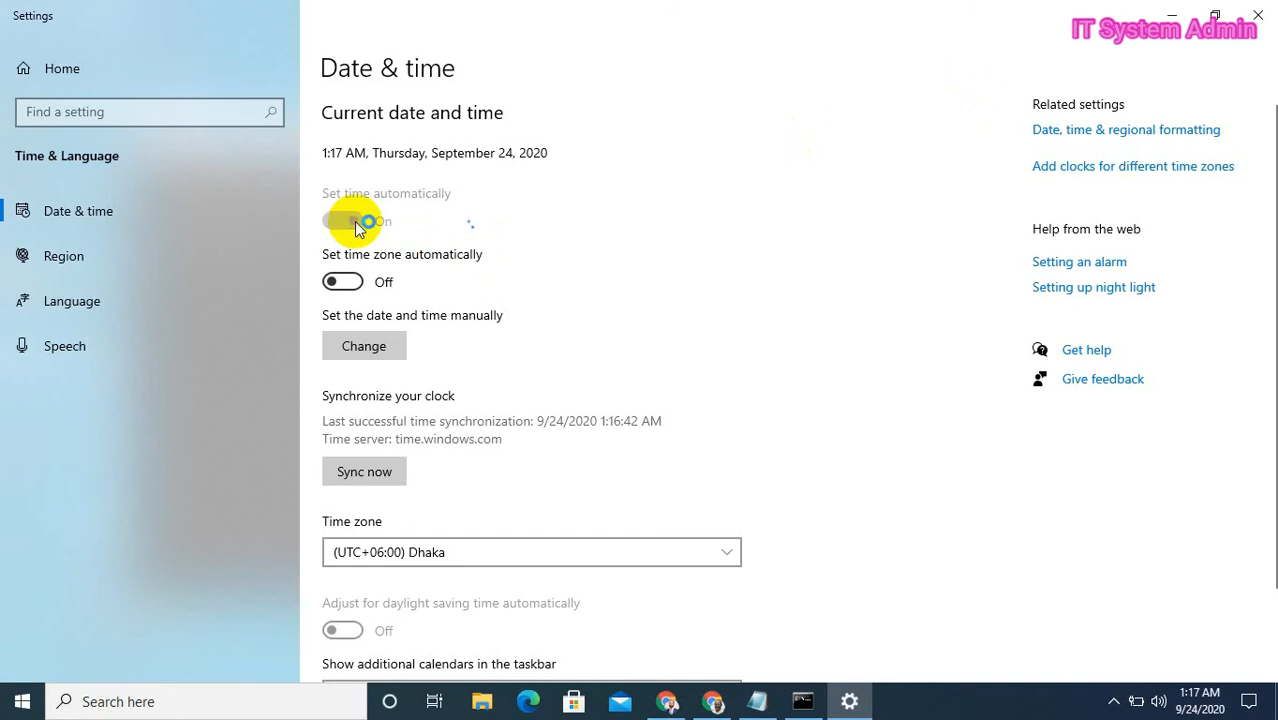 Settings
IT System Admin
Home
Find a setting
Time & Language
Date & time
Region
Language
Speech
Date & time
Current date and time
1:17 AM, Thursday, September 24, 2020
Set time automatically
On
Set time zone automatically
Off
Set the date and time manually
Change
Synchronize your clock
Last successful time synchronization: 9/24/2020 1:16:42 AM
Time server: time.windows.com
Sync now
Time zone
(UTC+06:00) Dhaka
Adjust for daylight saving time automatically
Off
Show additional calendars in the taskbar
Related settings
Date, time & regional formatting
Add clocks for different time zones
Help from the web
Setting an alarm
Setting up night light
Get help
Give feedback
Search here
1:17 AM
9/24/2020